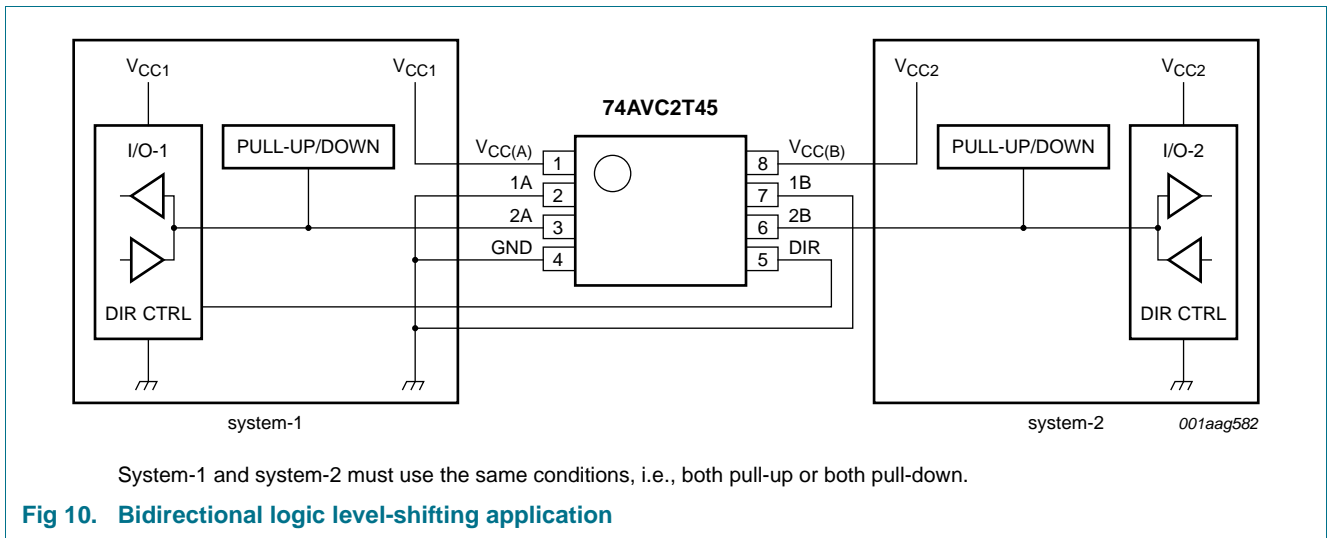 VCC1
VCC1
VCC2
VCC2
74AVC2T45
I/O-1
PULL-UP/DOWN
VCC(A)
1
8
VCC(B)
PULL-UP/DOWN
I/O-2
1A
2
7
1B
2A
3
6
2B
GND
4
5
DIR
DIR CTRL
DIR CTRL
system-1
system-2
001aag582
System-1 and system-2 must use the same conditions, i.e., both pull-up or both pull-down.
Fig 10. Bidirectional logic level-shifting application